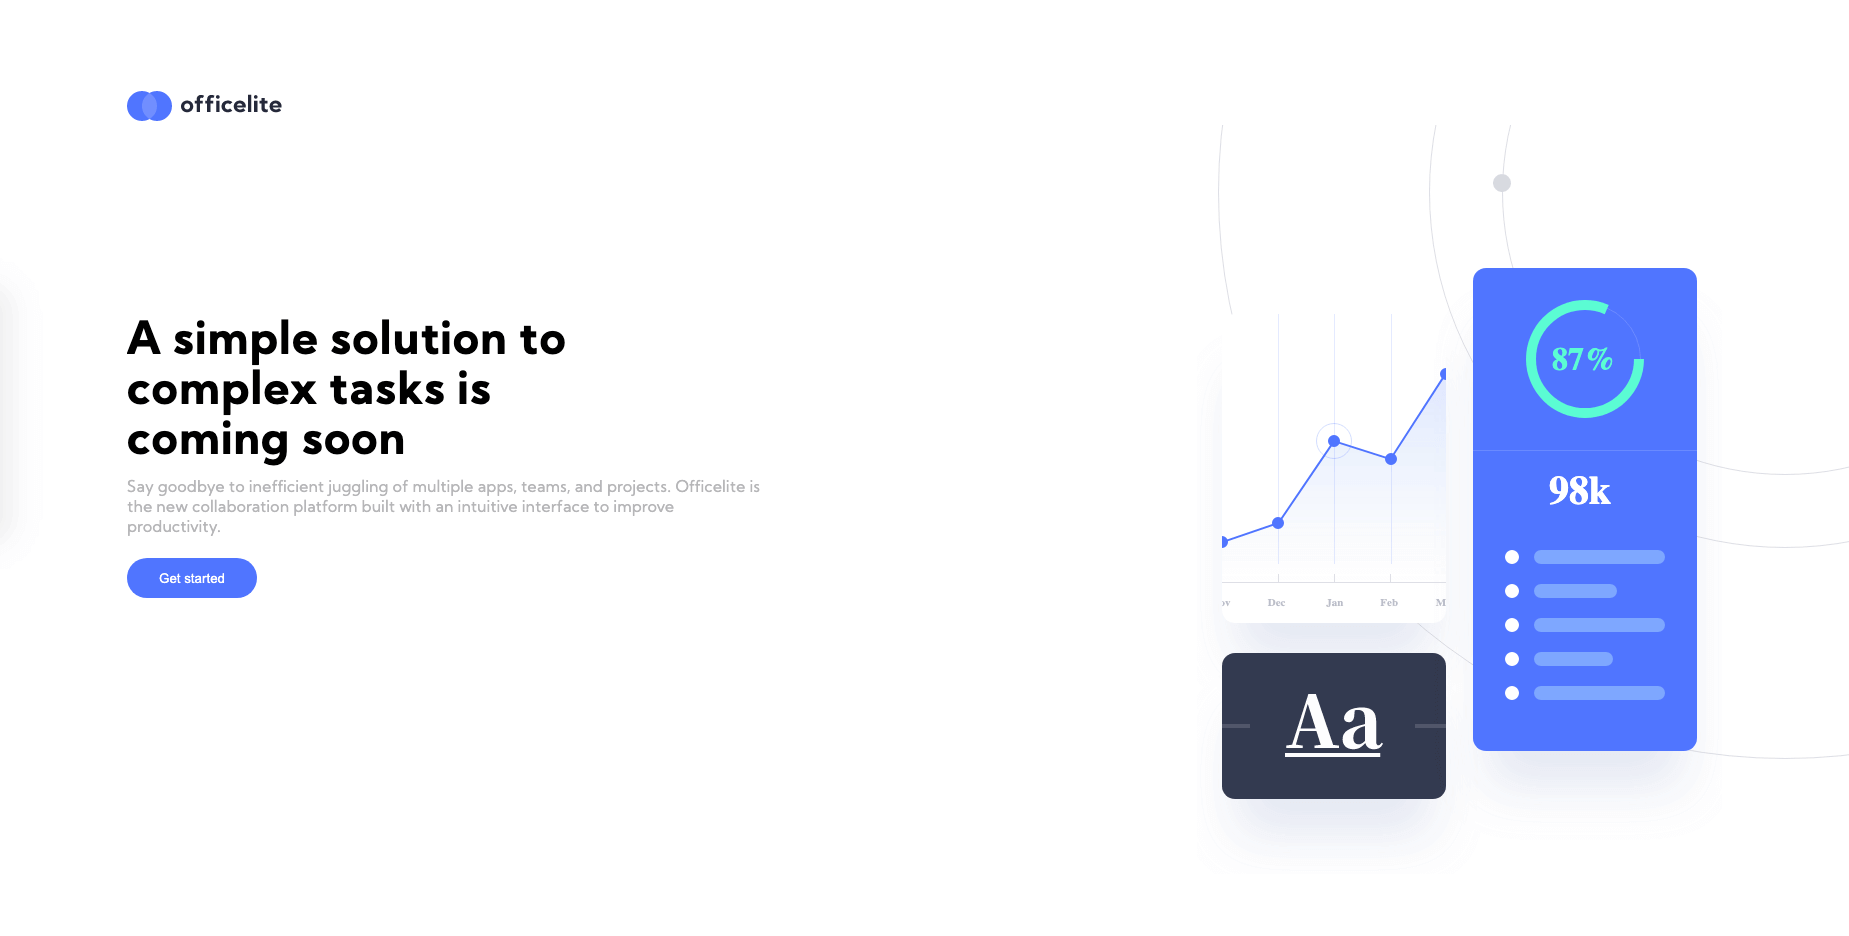 officelite
A simple solution to
complex tasks is
coming soon
Say goodbye to inefficient juggling of multiple apps, teams, and projects. Officelite is
the new collaboration platform built with an intuitive interface to improve
productivity.
Get started
87%
98k
ov Dec Jan Feb M
Aa